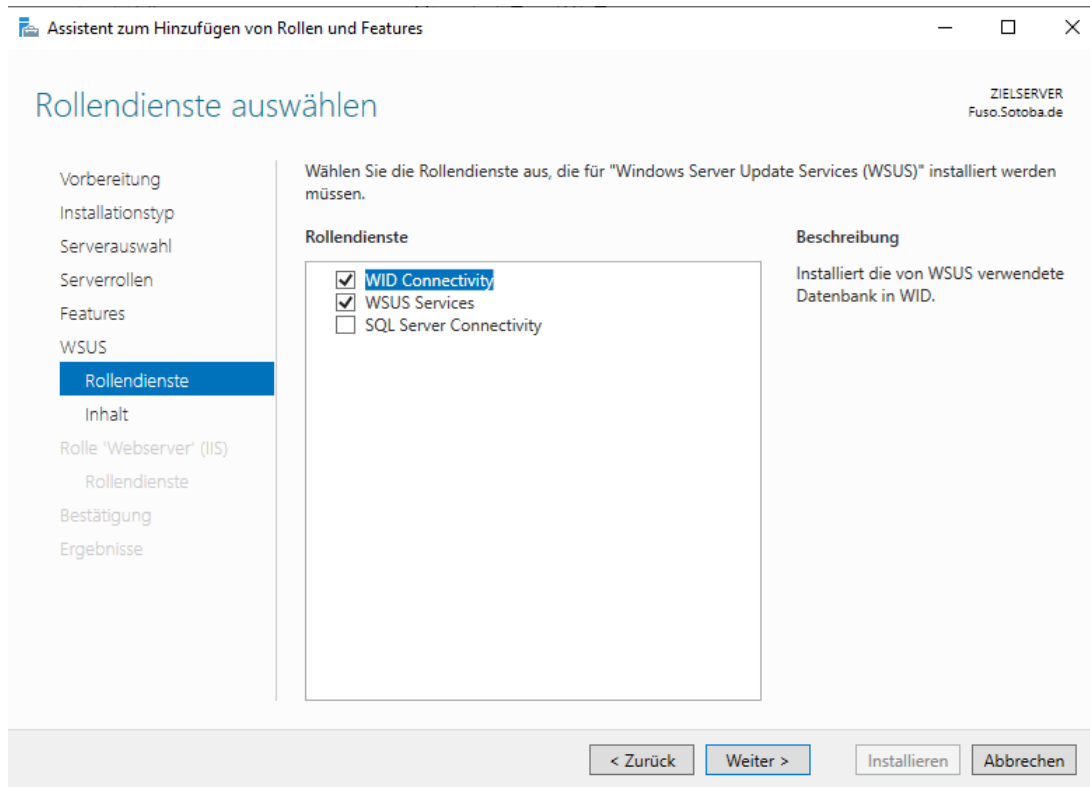 Assistent zum Hinzufügen von Rollen und Features
Rollendienste auswählen
ZIELSERVER
Fuso.Sotoba.de
Vorbereitung
Installationstyp
Serverauswahl
Serverrollen
Features
WSUS
Rollendienste
Inhalt
Rolle "Webserver" (IIS)
Rollendienste
Bestätigung
Ergebnisse
Wählen Sie die Rollendienste aus, die für "Windows Server Update Services (WSUS)" installiert werden
müssen.
Rollendienste
WID Connectivity
WSUS Services
SQL Server Connectivity
Beschreibung
Installiert die von WSUS verwendete
Datenbank in WID.
< Zurück
Weiter >
Installieren
Abbrechen